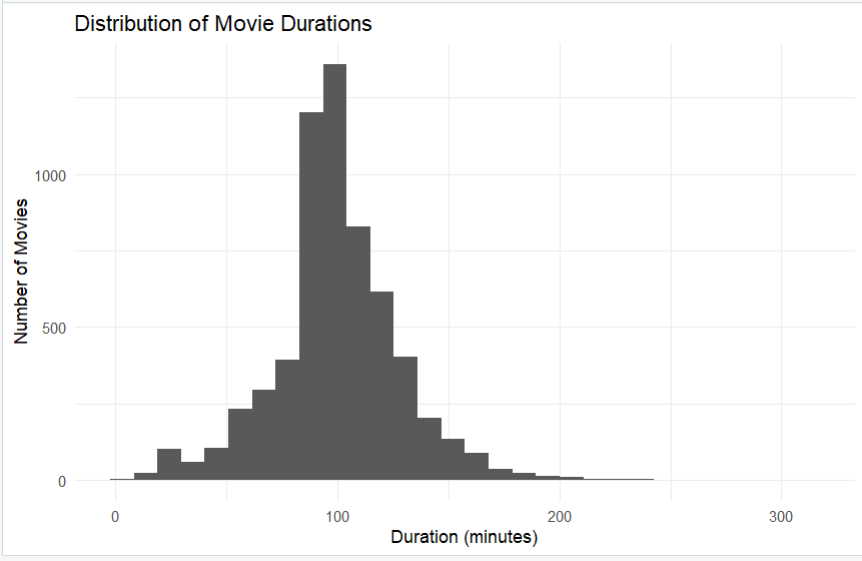 Distribution of Movie Durations
1000
500
0
Number of Movies
0 100 200 300
Duration (minutes)